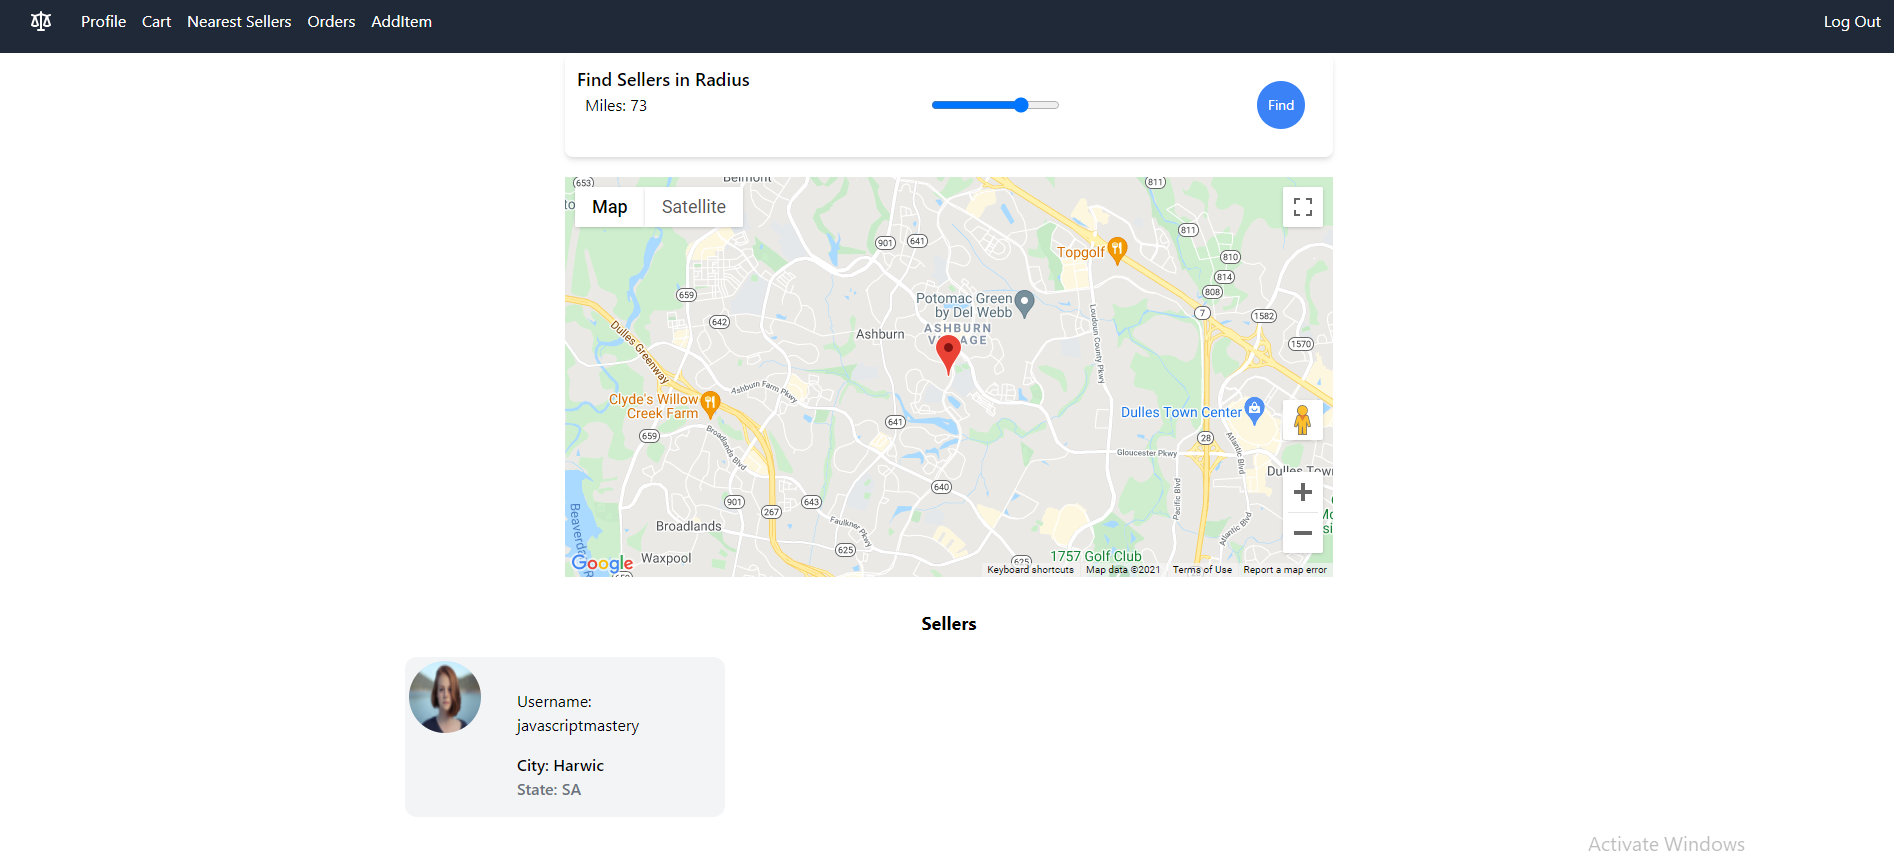 Profile Cart Nearest Sellers Orders AddItem Log Out
Find Sellers in Radius
Miles: 73
Find
Belmont
653
811
Map Satellite
901 641
811
Topgolf
810
814
659
808
Potomac Green
by Del Webb
7
1582
642
ASHBURN
Ashburn
Loudoun County Pkwy
1570
Dulles Greenway
Ashburn Farm Pkwy
Clyde's Willow
Creek Farm
Dulles Town Center
641
659
Broadlands Blvd
28
Atlantic Blvd
Gloucester Pkwy
640
Pacific Blvd
901
643
267
Broadlands
Faulkner Pkwy
Atlantic Blvd
625
Waxpool
1757 Golf Club
625
Google
Keyboard shortcuts Map data ©2021 Terms of Use Report a map error
Sellers
Username:
javascriptmastery
City: Harwic
State: SA
Activate Windows